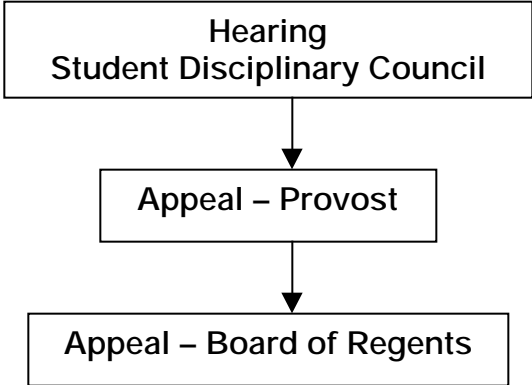 Hearing
Student Disciplinary Council
Appeal – Provost
Appeal – Board of Regents